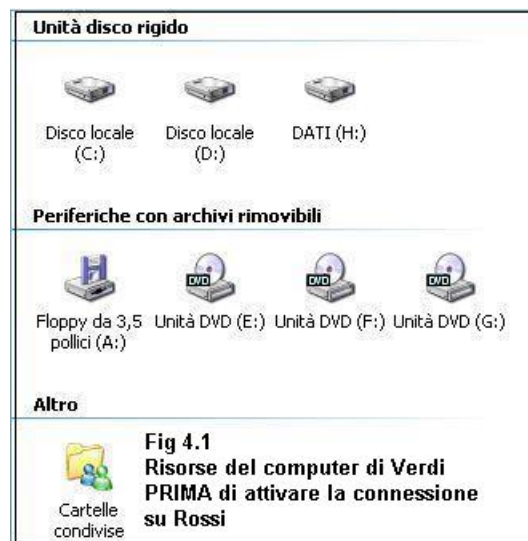 Unità disco rigido
Disco locale
(C:)
Disco locale
(D:)
DATI (H:)
Periferiche con archivi rimovibili
DVD
DVD
DVD
Floppy da 3,5
pollici (A:)
Unità DVD (E:)
Unità DVD (F:)
Unità DVD (G:)
Altro
Cartelle
condivise
Fig 4.1
Risorse del computer di Verdi
PRIMA di attivare la connessione
su Rossi